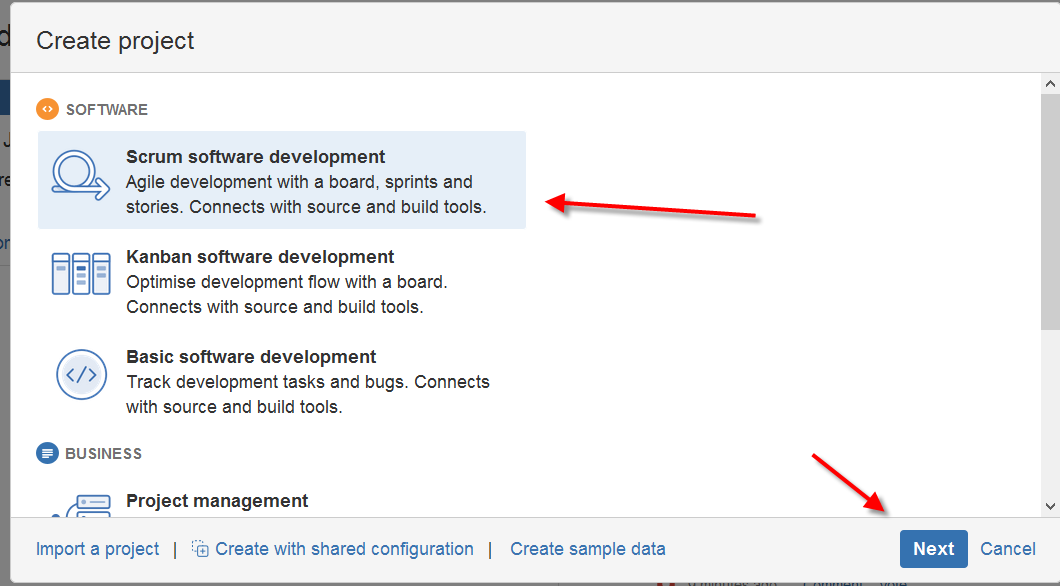 Create project
SOFTWARE
Scrum software development
Agile development with a board, sprints and
stories. Connects with source and build tools.
Kanban software development
Optimise development flow with a board.
Connects with source and build tools.
</>
Basic software development
Track development tasks and bugs. Connects
with source and build tools.
BUSINESS
Project management
Import a project | Create with shared configuration | Create sample data Next Cancel